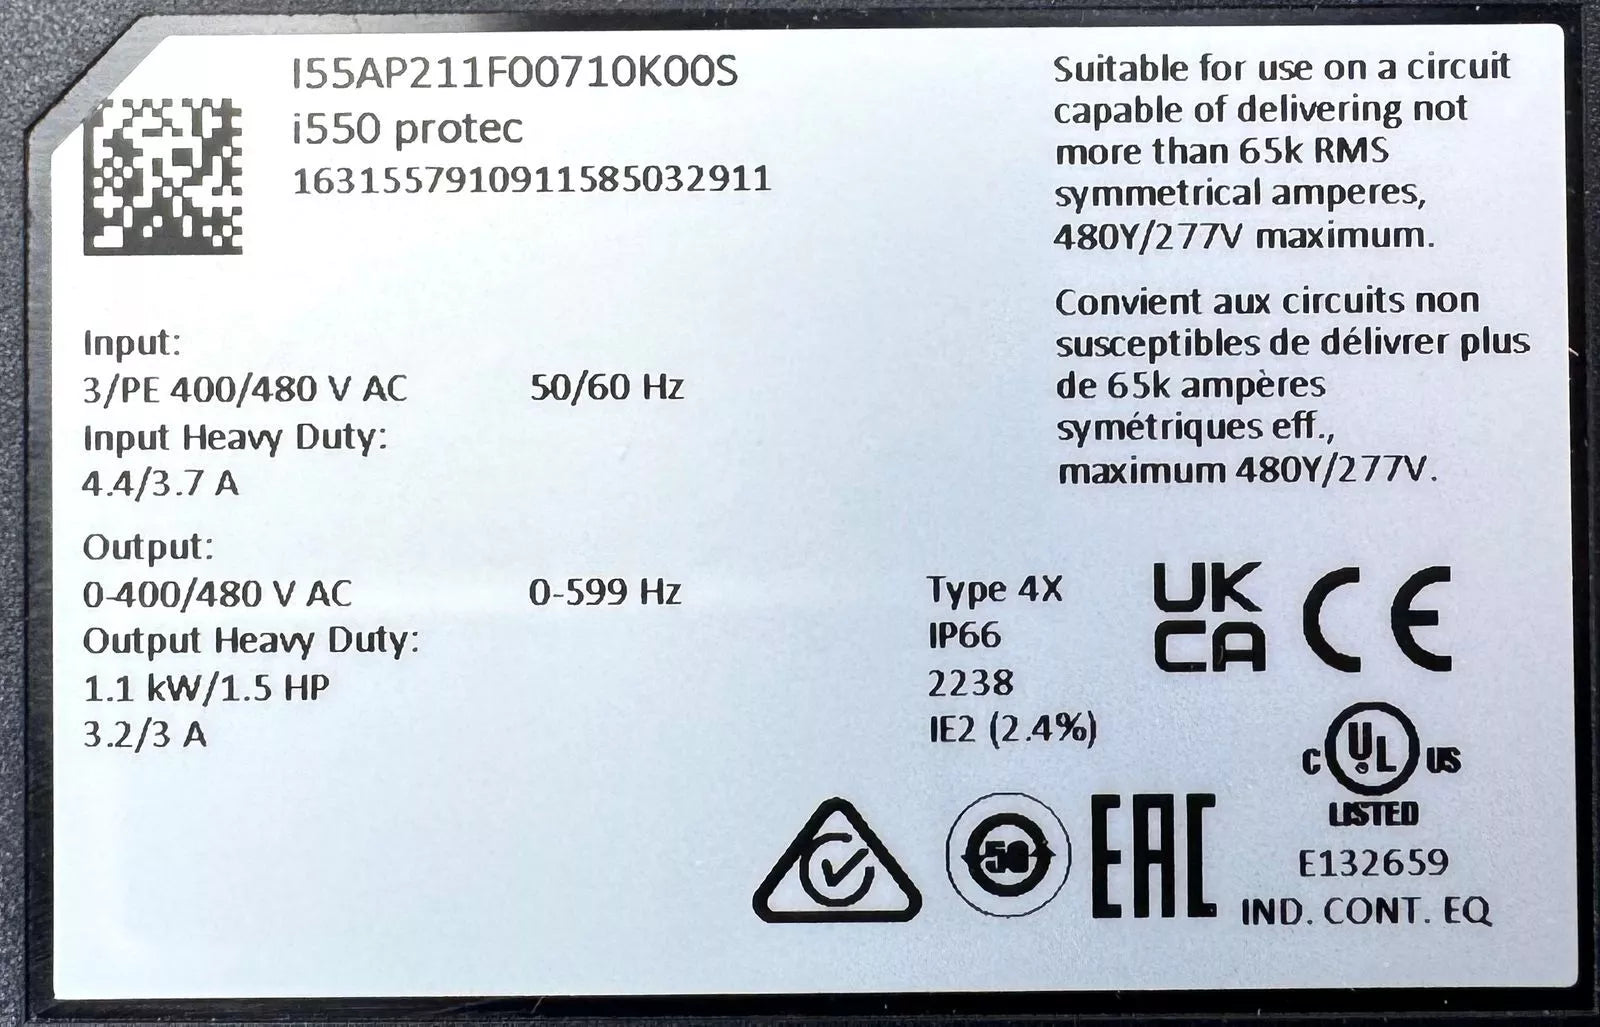 I55AP211F00710K00S
i550 protec
1631557910911585032911
Input:
3/PE 400/480 V AC 50/60 Hz
Input Heavy Duty:
4.4/3.7 A
Output:
0-400/480 V AC 0-599 Hz
Output Heavy Duty:
1.1 kW/1.5 HP
3.2/3 A
Suitable for use on a circuit
capable of delivering not
more than 65k RMS
symmetrical amperes,
480Y/277V maximum.
Convient aux circuits non
susceptibles de délivrer plus
de 65k ampères
symétriques eff.,
maximum 480Y/277V.
Type 4X
IP66
2238
IE2 (2.4%)
UK
CA
CE
C UL US
LISTED
E132659
IND. CONT. EQ
50
EAC